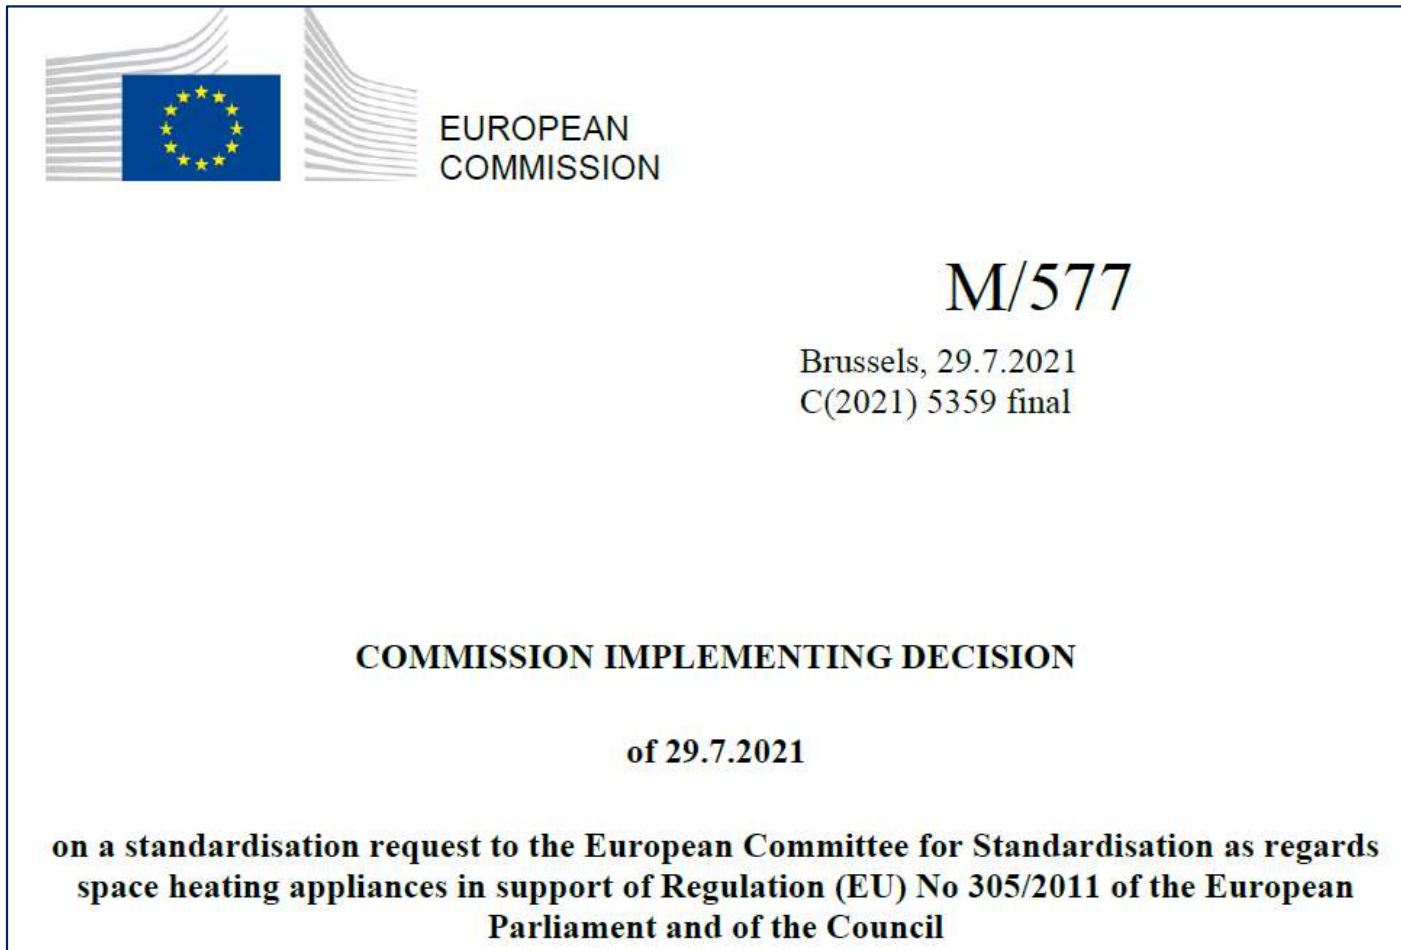 EUROPEAN
COMMISSION
M/577
Brussels, 29.7.2021
C(2021) 5359 final
COMMISSION IMPLEMENTING DECISION
of 29.7.2021
on a standardisation request to the European Committee for Standardisation as regards
space heating appliances in support of Regulation (EU) No 305/2011 of the European
Parliament and of the Council